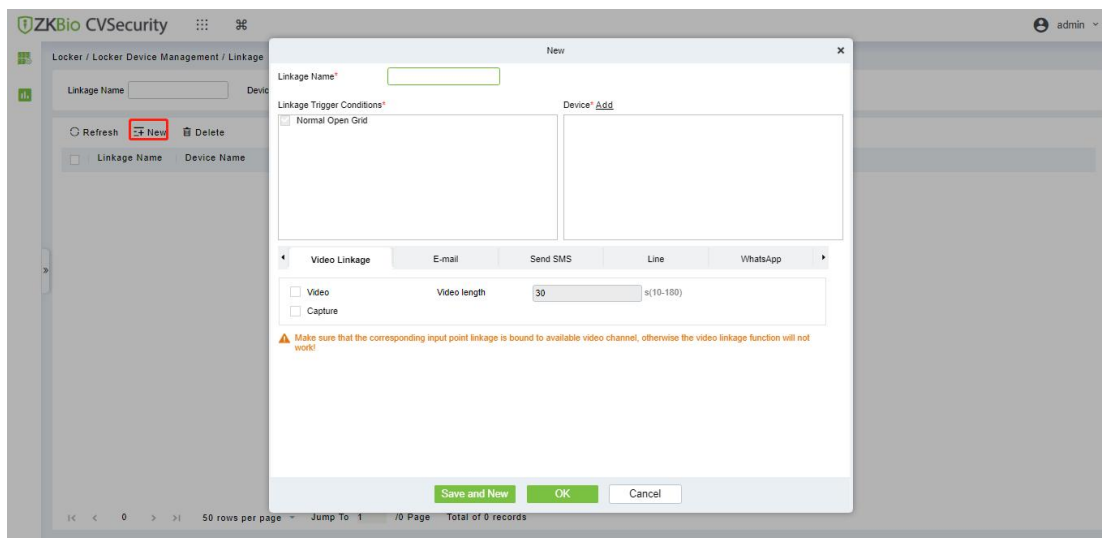 ZKBio CVSecurity
admin
Locker / Locker Device Management / Linkage
New
Linkage Name
Linkage Name*
Linkage Trigger Conditions*
Device* Add
Normal Open Grid
Refresh New Delete
Linkage Name Device Name
Video Linkage E-mail Send SMS Line WhatsApp
Video Video length 30 s(10-180)
Capture
Make sure that the corresponding input point linkage is bound to available video channel, otherwise the video linkage function will not
work!
Save and New OK Cancel
0 50 rows per page Jump To 1 /0 Page Total of 0 records